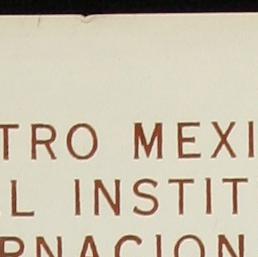 TRO MEXI
L INSTIT
RNACION